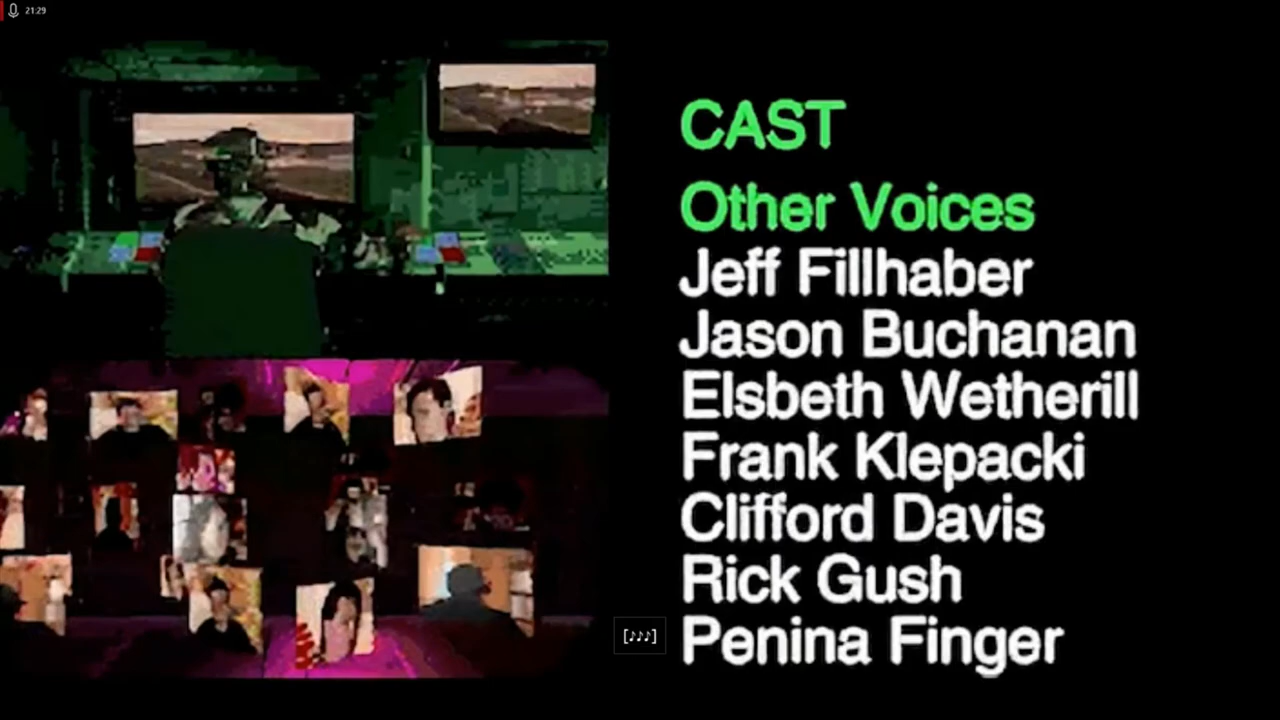 21:29
CAST
Other Voices
Jeff Fillhaber
Jason Buchanan
Elsbeth Wetherill
Frank Klepacki
Clifford Davis
Rick Gush
Penina Finger
[♪♪♪]